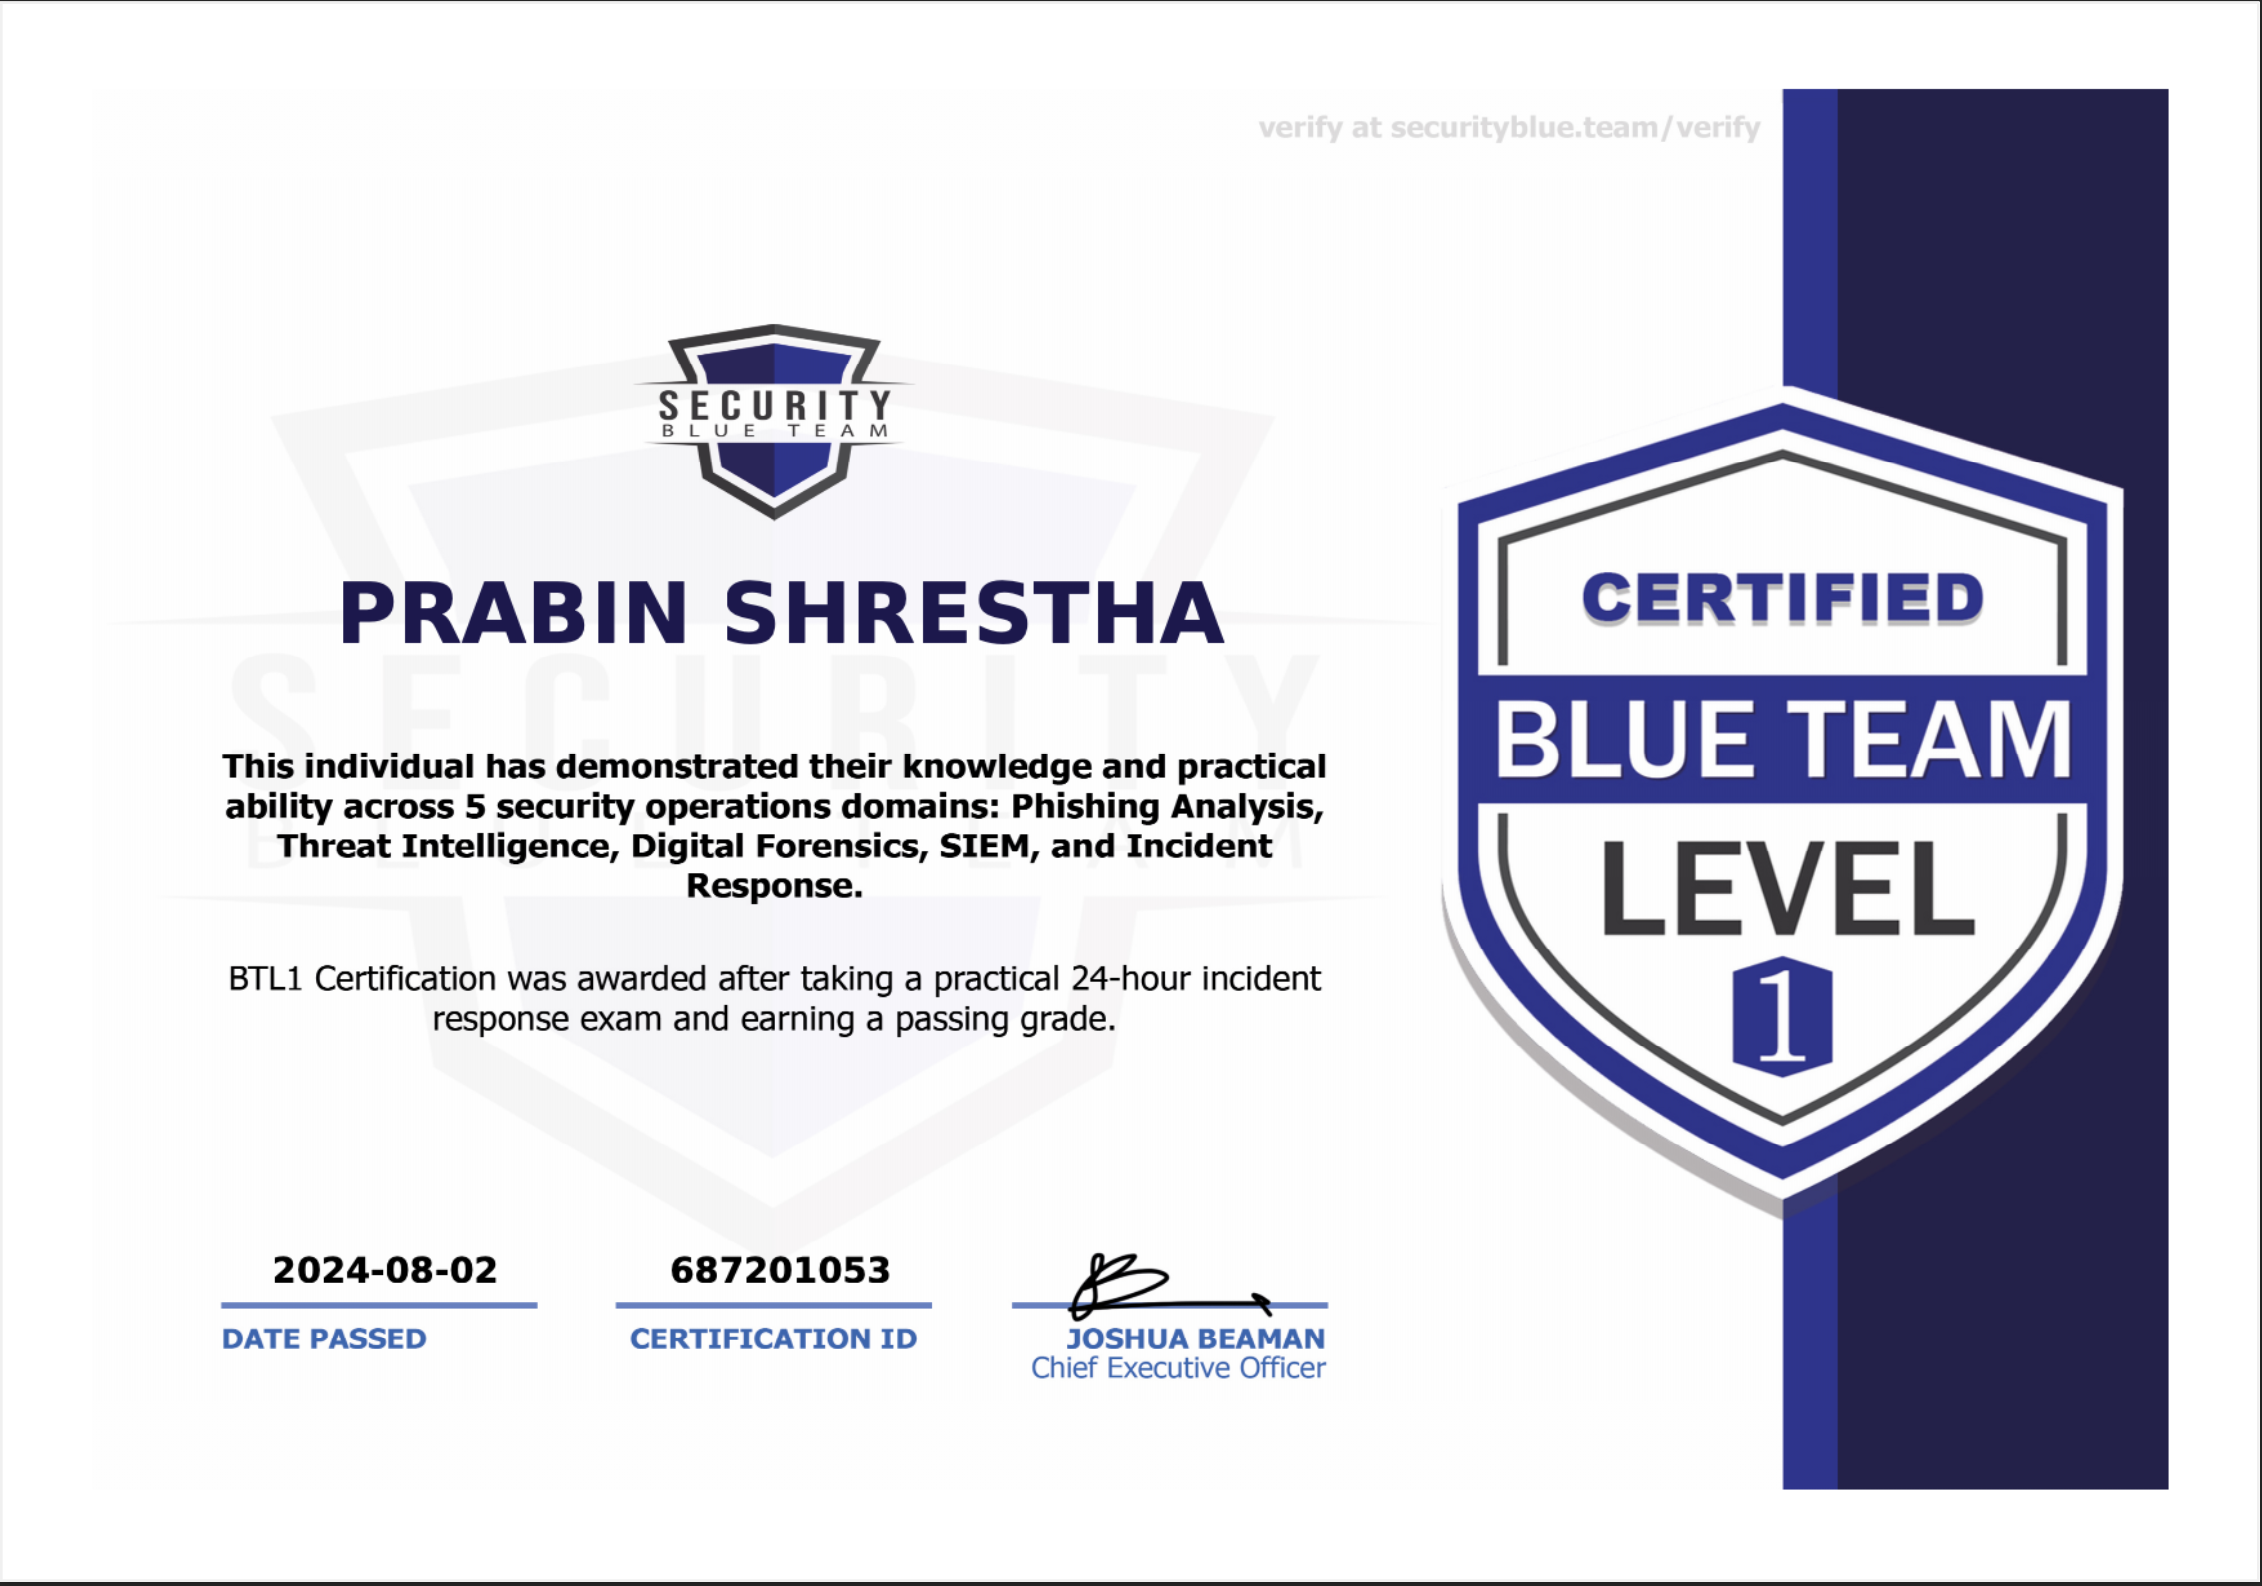 verify at securityblue.team/verify
SECURITY
BLUE TEAM
PRABIN SHRESTHA
This individual has demonstrated their knowledge and practical
ability across 5 security operations domains: Phishing Analysis,
Threat Intelligence, Digital Forensics, SIEM, and Incident
Response.
BTL1 Certification was awarded after taking a practical 24-hour incident
response exam and earning a passing grade.
2024-08-02
DATE PASSED
687201053
CERTIFICATION ID
JOSHUA BEAMAN
Chief Executive Officer
CERTIFIED
BLUE TEAM
LEVEL
1
SECURITY
BLUE TEAM